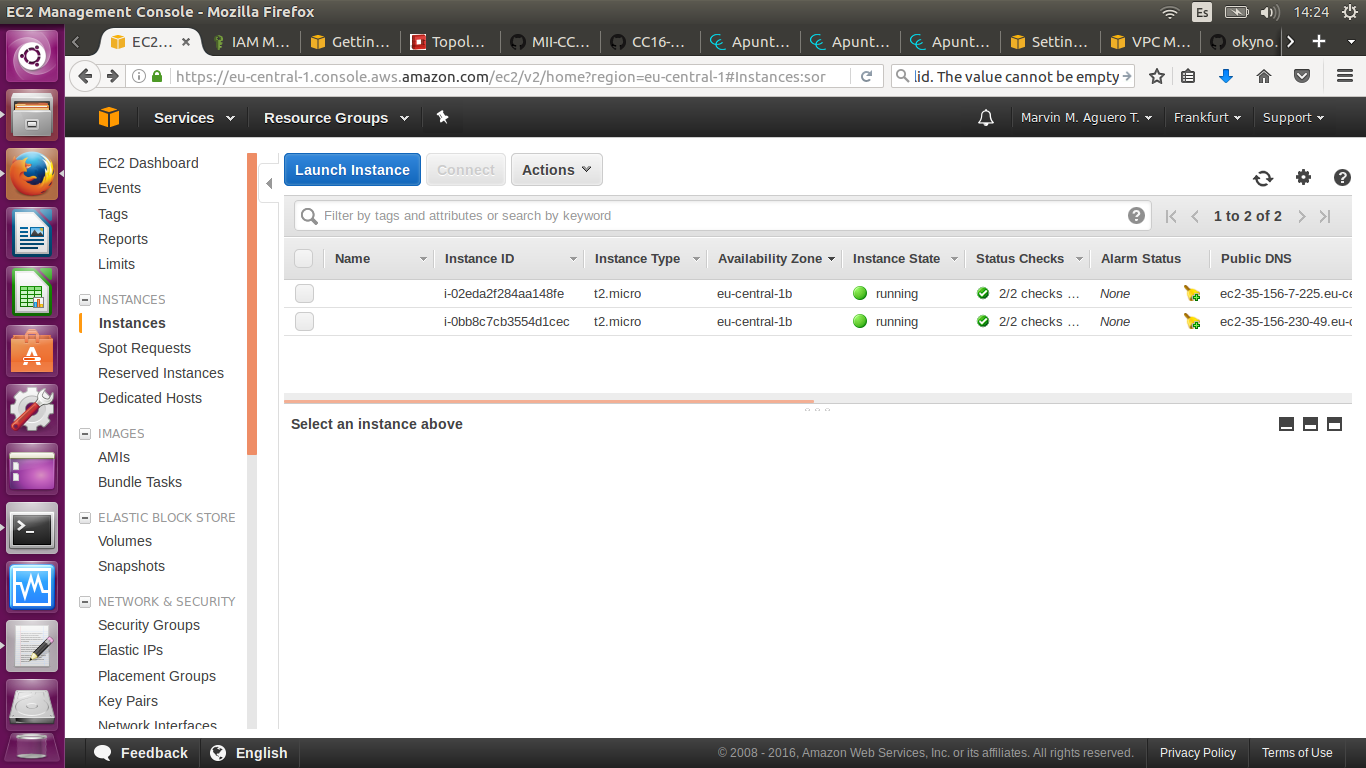 EC2 Management Console - Mozilla Firefox
Es
14:24
EC2...
IAM M...
Gettin...
Topol...
MII-CC...
CC16-...
Apunt...
Apunt...
Apunt...
Settin...
VPC M...
okyno.
https://eu-central-1.console.aws.amazon.com/ec2/v2/home?region=eu-central-1#Instances:sor
lid. The value cannot be empty
Services
Resource Groups
Marvin M. Aguero T.
Frankfurt
Support
EC2 Dashboard
Events
Tags
Reports
Limits
INSTANCES
Instances
Spot Requests
Reserved Instances
Dedicated Hosts
IMAGES
AMIs
Bundle Tasks
ELASTIC BLOCK STORE
Volumes
Snapshots
NETWORK & SECURITY
Security Groups
Elastic IPs
Placement Groups
Key Pairs
Network Interfaces
Launch Instance
Connect
Actions
Filter by tags and attributes or search by keyword
1 to 2 of 2
Name Instance ID Instance Type Availability Zone Instance State Status Checks Alarm Status Public DNS
i-02eda2f284aa148fe t2.micro eu-central-1b running 2/2 checks ... None ec2-35-156-7-225.eu-ce
i-0bb8c7cb3554d1cec t2.micro eu-central-1b running 2/2 checks ... None ec2-35-156-230-49.eu-c
Select an instance above
Feedback
English
© 2008 - 2016, Amazon Web Services, Inc. or its affiliates. All rights reserved.
Privacy Policy
Terms of Use